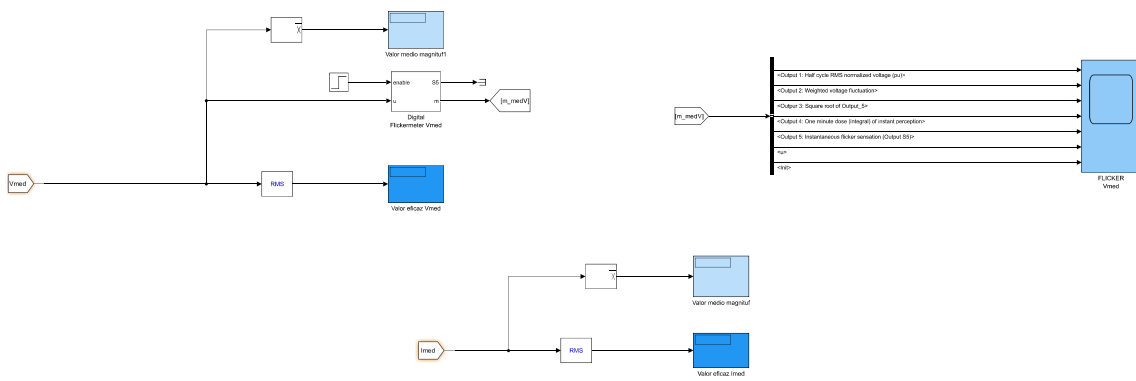 Valor medio magnituf1
enable
S5
u
m
[m_medV]
Digital
Flickermeter Vmed
Vmed
RMS
Valor eficaz Vmed
[m_medV]
<Output 1: Half cycle RMS normalized voltage (pu)>
<Output 2: Weighted voltage fluctuation>
<Outpur 3: Square root of Output_5>
<Output 4: One minute dose (integral) of instant perception>
<Output 5: Instantaneous flicker sensation (Output S5)>
<u>
<Init>
FLICKER
Vmed
Valor medio magnituf
Imed
RMS
Valor eficaz Imed